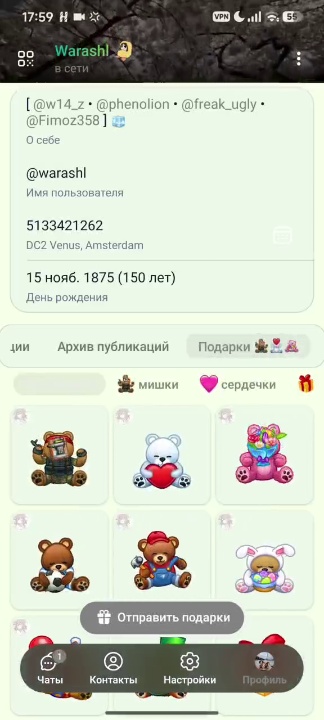 17:59
VPN
55
Warashl
в сети
[ @w14_z • @phenolion • @freak_ugly •
@Fimoz358 ]
О себе
@warashl
Имя пользователя
5133421262
DC2 Venus, Amsterdam
15 нояб. 1875 (150 лет)
День рождения
ции Архив публикаций Подарки
мишки сердечки
Отправить подарки
1
Чаты Контакты Настройки Профиль